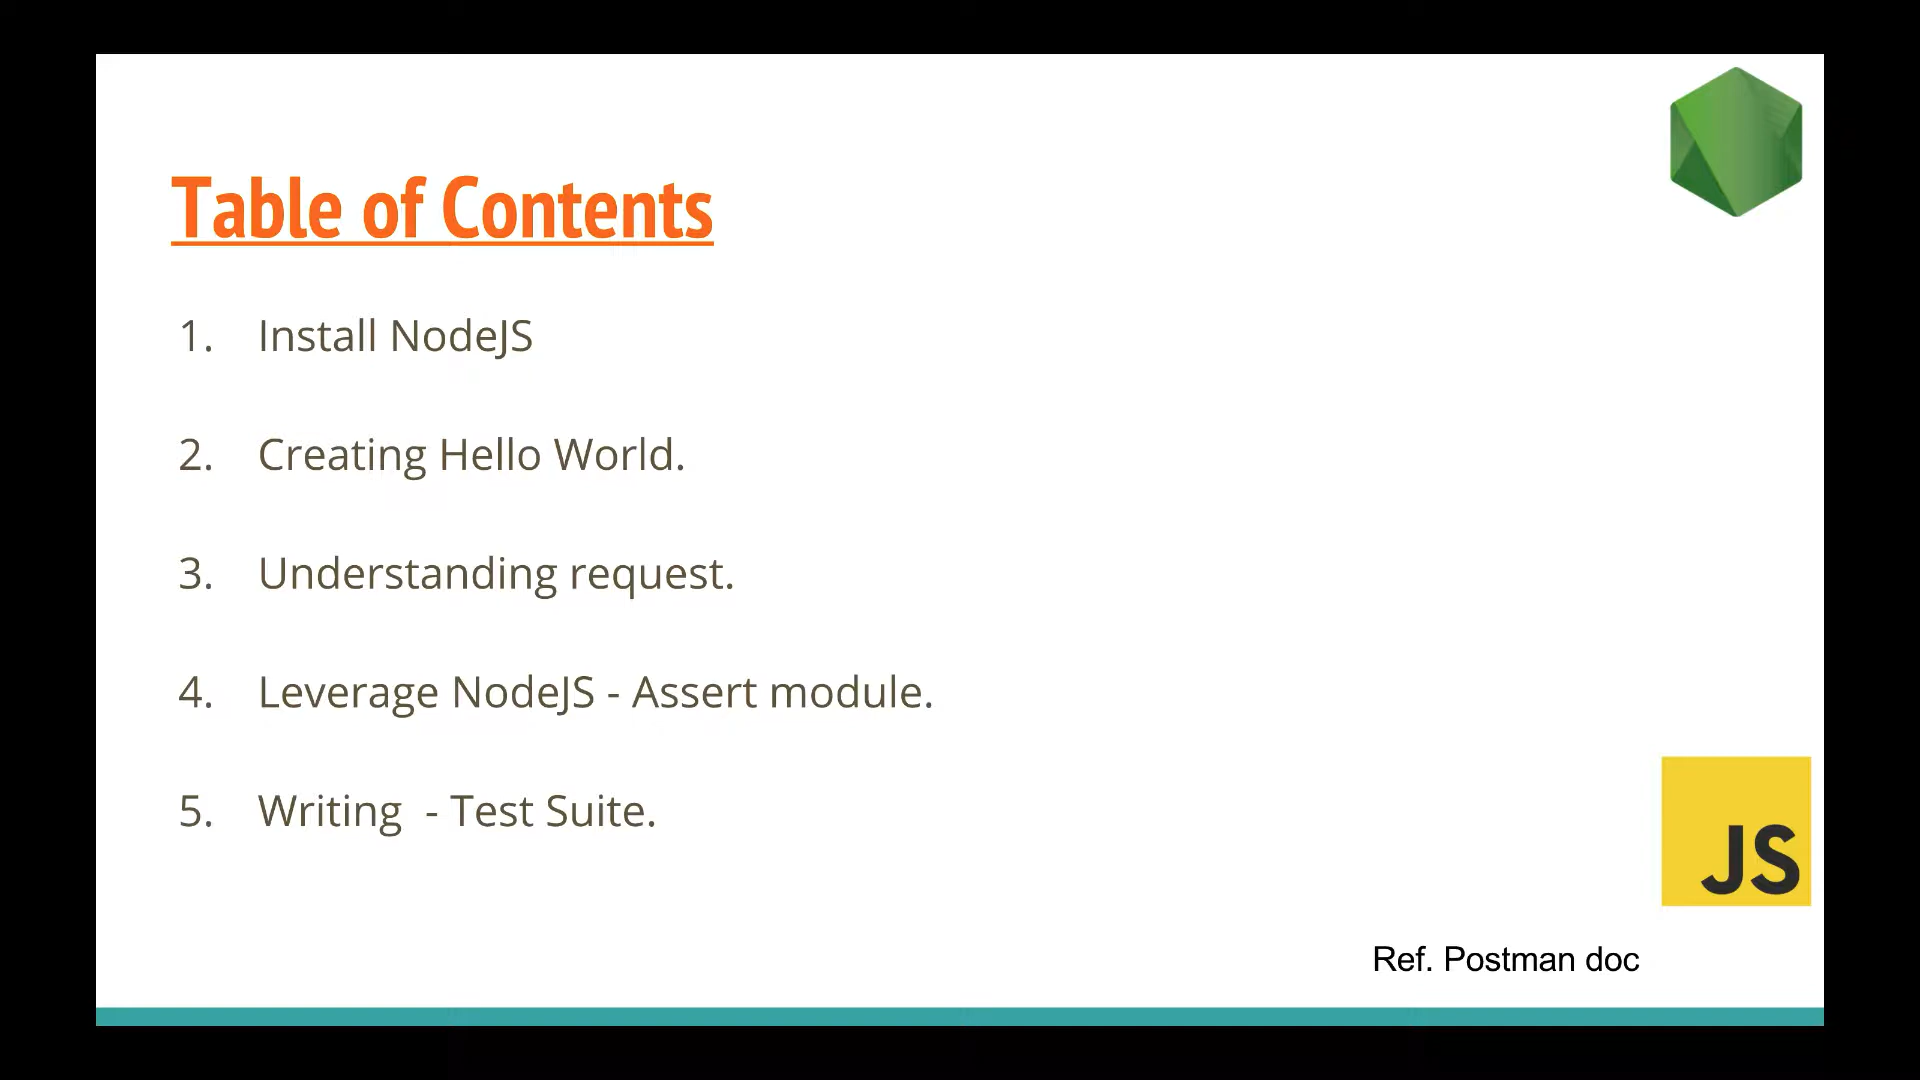 Table of Contents
1. Install NodeJS
2. Creating Hello World.
3. Understanding request.
4. Leverage NodeJS - Assert module.
5. Writing  - Test Suite.
JS
Ref. Postman doc